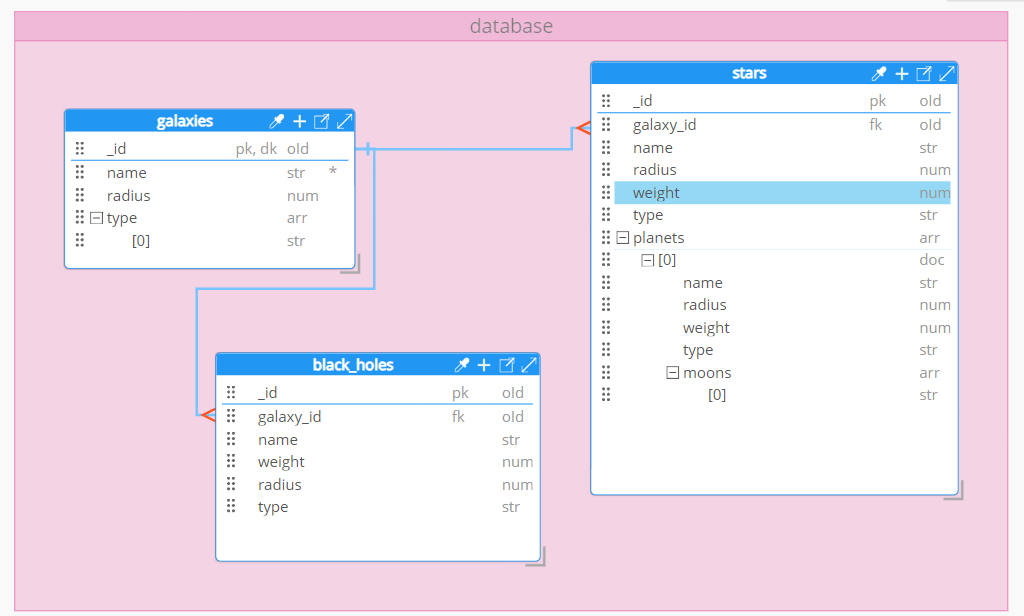 database
galaxies
_id pk, dk oId
name str *
radius num
type arr
[0] str
stars
_id pk oId
galaxy_id fk oId
name str
radius num
weight num
type str
planets arr
[0] doc
name str
radius num
weight num
type str
moons arr
[0] str
black_holes
_id pk oId
galaxy_id fk oId
name str
weight num
radius num
type str